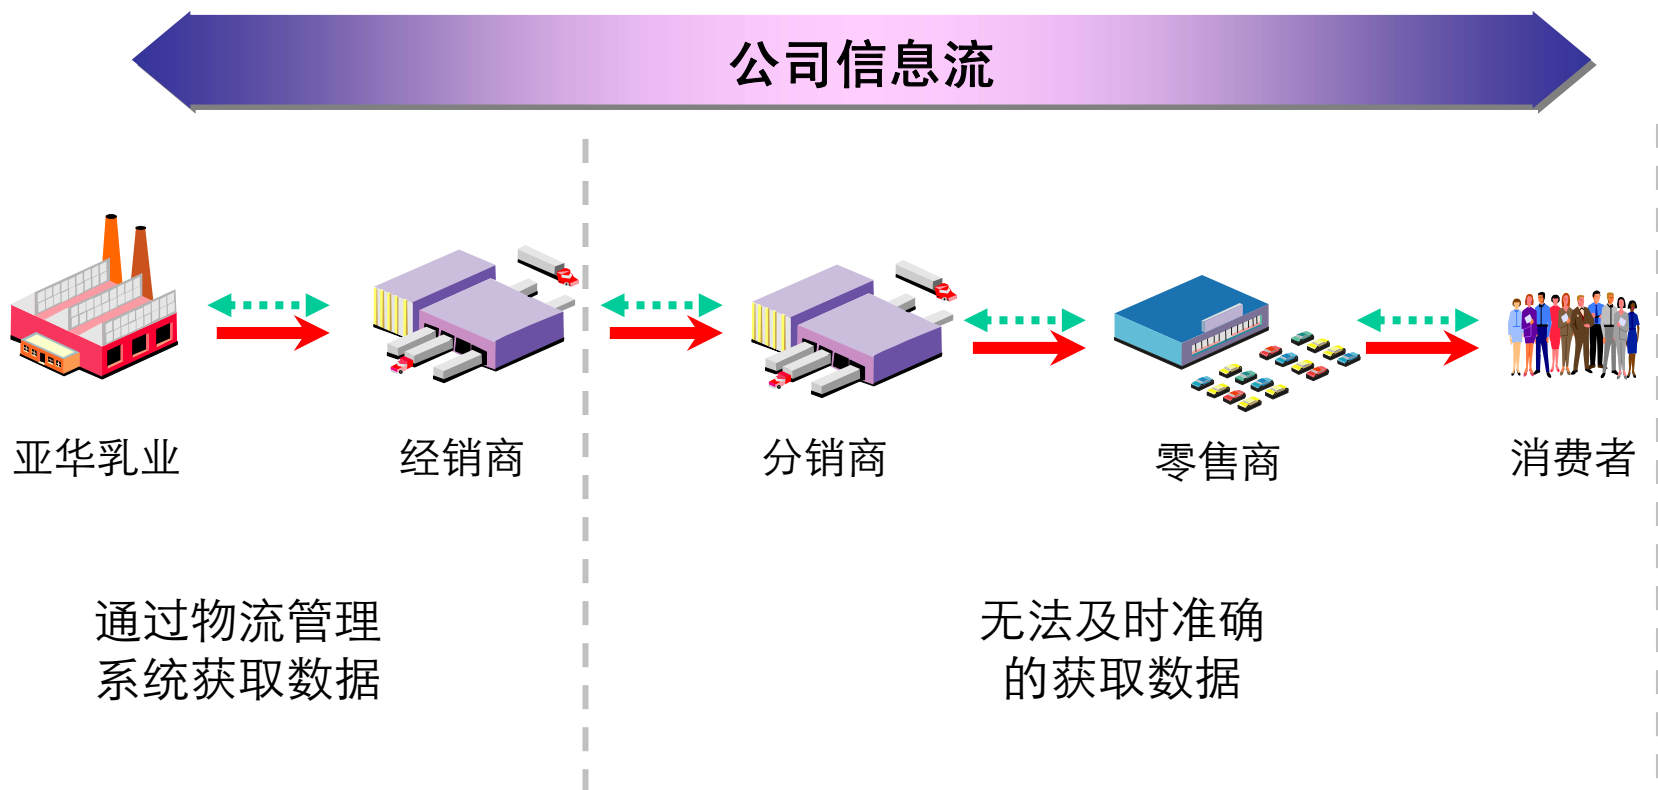 公司信息流
亚华乳业
经销商
分销商
零售商
消费者
通过物流管理
系统获取数据
无法及时准确
的获取数据